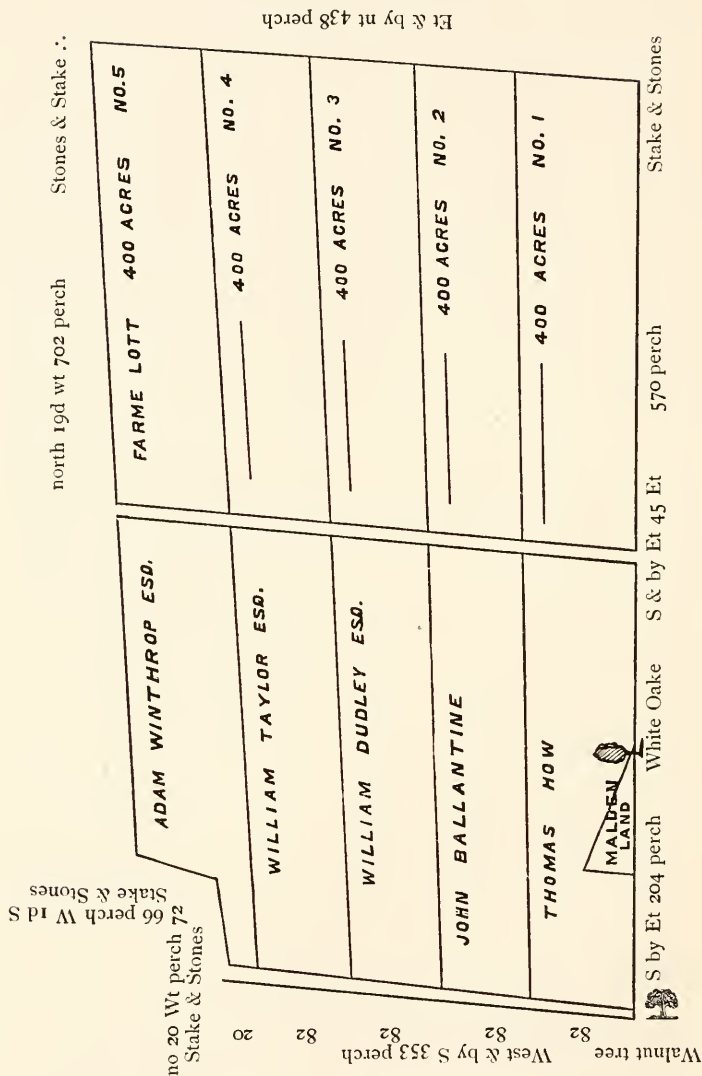 Et & by nt 438 perch
Stones & Stake ∴
north 19d wt 702 perch
FARME LOTT 400 ACRES NO.5
400 ACRES NO. 4
400 ACRES NO. 3
400 ACRES NO. 2
400 ACRES NO. 1
ADAM WINTHROP ESQ.
WILLIAM TAYLOR ESQ.
WILLIAM DUDLEY ESQ.
JOHN BALLANTINE
THOMAS HOW
MALDEN
LAND
66 perch W 1d S
Stake & Stones
no 20 Wt perch 72
Stake & Stones
20
82
82
82
82
West & by S 353 perch
Walnut tree
S by Et 204 perch
White Oake
S & by Et 45 Et
570 perch
Stake & Stones